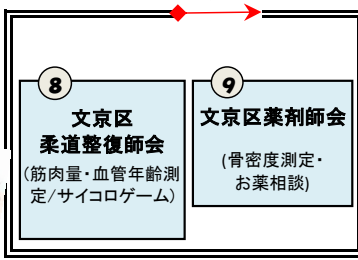 8
文京区
柔道整復師会
(筋肉量・血管年齢測
定/サイコロゲーム)
9
文京区薬剤師会
(骨密度測定・
お薬相談)